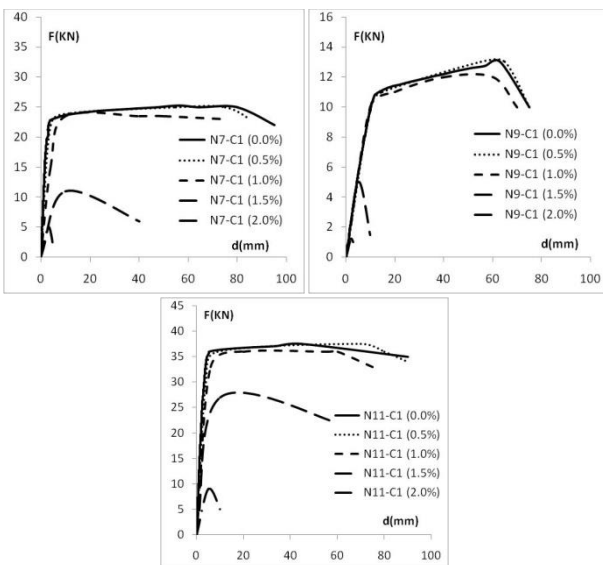 F(KN)
40
35
30
25
20
15
10
5
0
N7-C1 (0.0%)
N7-C1 (0.5%)
N7-C1 (1.0%)
N7-C1 (1.5%)
N7-C1 (2.0%)
d(mm)
0 20 40 60 80 100
F(KN)
16
14
12
10
8
6
4
2
0
N9-C1 (0.0%)
N9-C1 (0.5%)
N9-C1 (1.0%)
N9-C1 (1.5%)
N9-C1 (2.0%)
d(mm)
0 20 40 60 80 100
F(KN)
45
40
35
30
25
20
15
10
5
0
N11-C1 (0.0%)
N11-C1 (0.5%)
N11-C1 (1.0%)
N11-C1 (1.5%)
N11-C1 (2.0%)
d(mm)
0 20 40 60 80 100